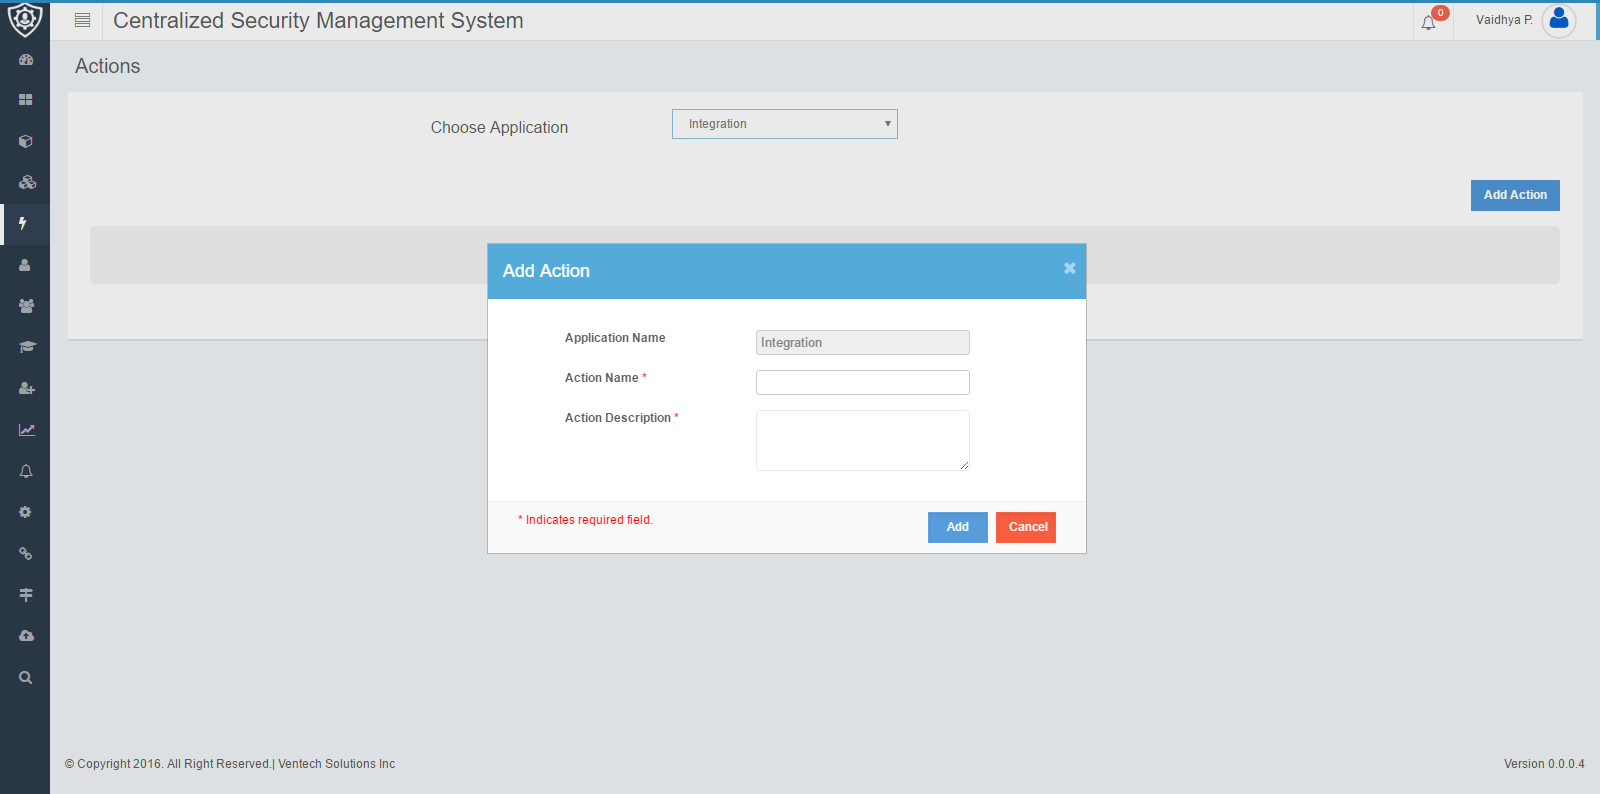 Centralized Security Management System
0
Vaidhya P.
Actions
Choose Application
Integration
Add Action
Add Action
Application Name
Integration
Action Name *
Action Description *
* Indicates required field.
Add
Cancel
© Copyright 2016. All Right Reserved.| Ventech Solutions Inc
Version 0.0.0.4